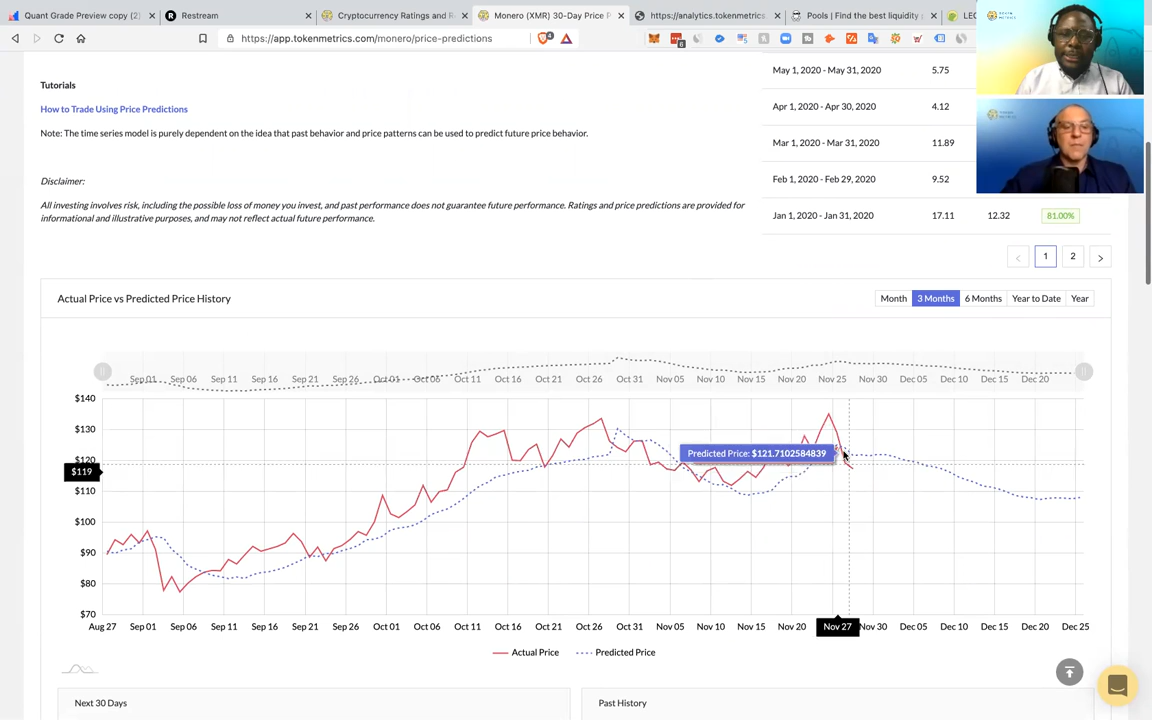 Quant Grade Preview copy (2)
Restream
Cryptocurrency Ratings and R
Monero (XMR) 30-Day Price P
https://analytics.tokenmetrics
Pools | Find the best liquidity
LEO
https://app.tokenmetrics.com/monero/price-predictions
4
6
TOKEN METRICS
Tutorials
How to Trade Using Price Predictions
Note: The time series model is purely dependent on the idea that past behavior and price patterns can be used to predict future price behavior.
Disclaimer:
All investing involves risk, including the possible loss of money you invest, and past performance does not guarantee future performance. Ratings and price predictions are provided for
informational and illustrative purposes, and may not reflect actual future performance.
May 1, 2020 - May 31, 2020 5.75
Apr 1, 2020 - Apr 30, 2020 4.12
Mar 1, 2020 - Mar 31, 2020 11.89
Feb 1, 2020 - Feb 29, 2020 9.52
Jan 1, 2020 - Jan 31, 2020 17.11 12.32 81.00%
< 1 2 >
Actual Price vs Predicted Price History
Month 3 Months 6 Months Year to Date Year
Sep 01 Sep 06 Sep 11 Sep 16 Sep 21 Sep 26 Oct 01 Oct 06 Oct 11 Oct 16 Oct 21 Oct 26 Oct 31 Nov 05 Nov 10 Nov 15 Nov 20 Nov 25 Nov 30 Dec 05 Dec 10 Dec 15 Dec 20
$140
$130
$120
Predicted Price: $121.7102584839
$119
$110
$100
$90
$80
$70
Aug 27 Sep 01 Sep 06 Sep 11 Sep 16 Sep 21 Sep 26 Oct 01 Oct 06 Oct 11 Oct 16 Oct 21 Oct 26 Oct 31 Nov 05 Nov 10 Nov 15 Nov 20 Nov 27 Nov 30 Dec 05 Dec 10 Dec 15 Dec 20 Dec 25
Actual Price Predicted Price
Next 30 Days
Past History